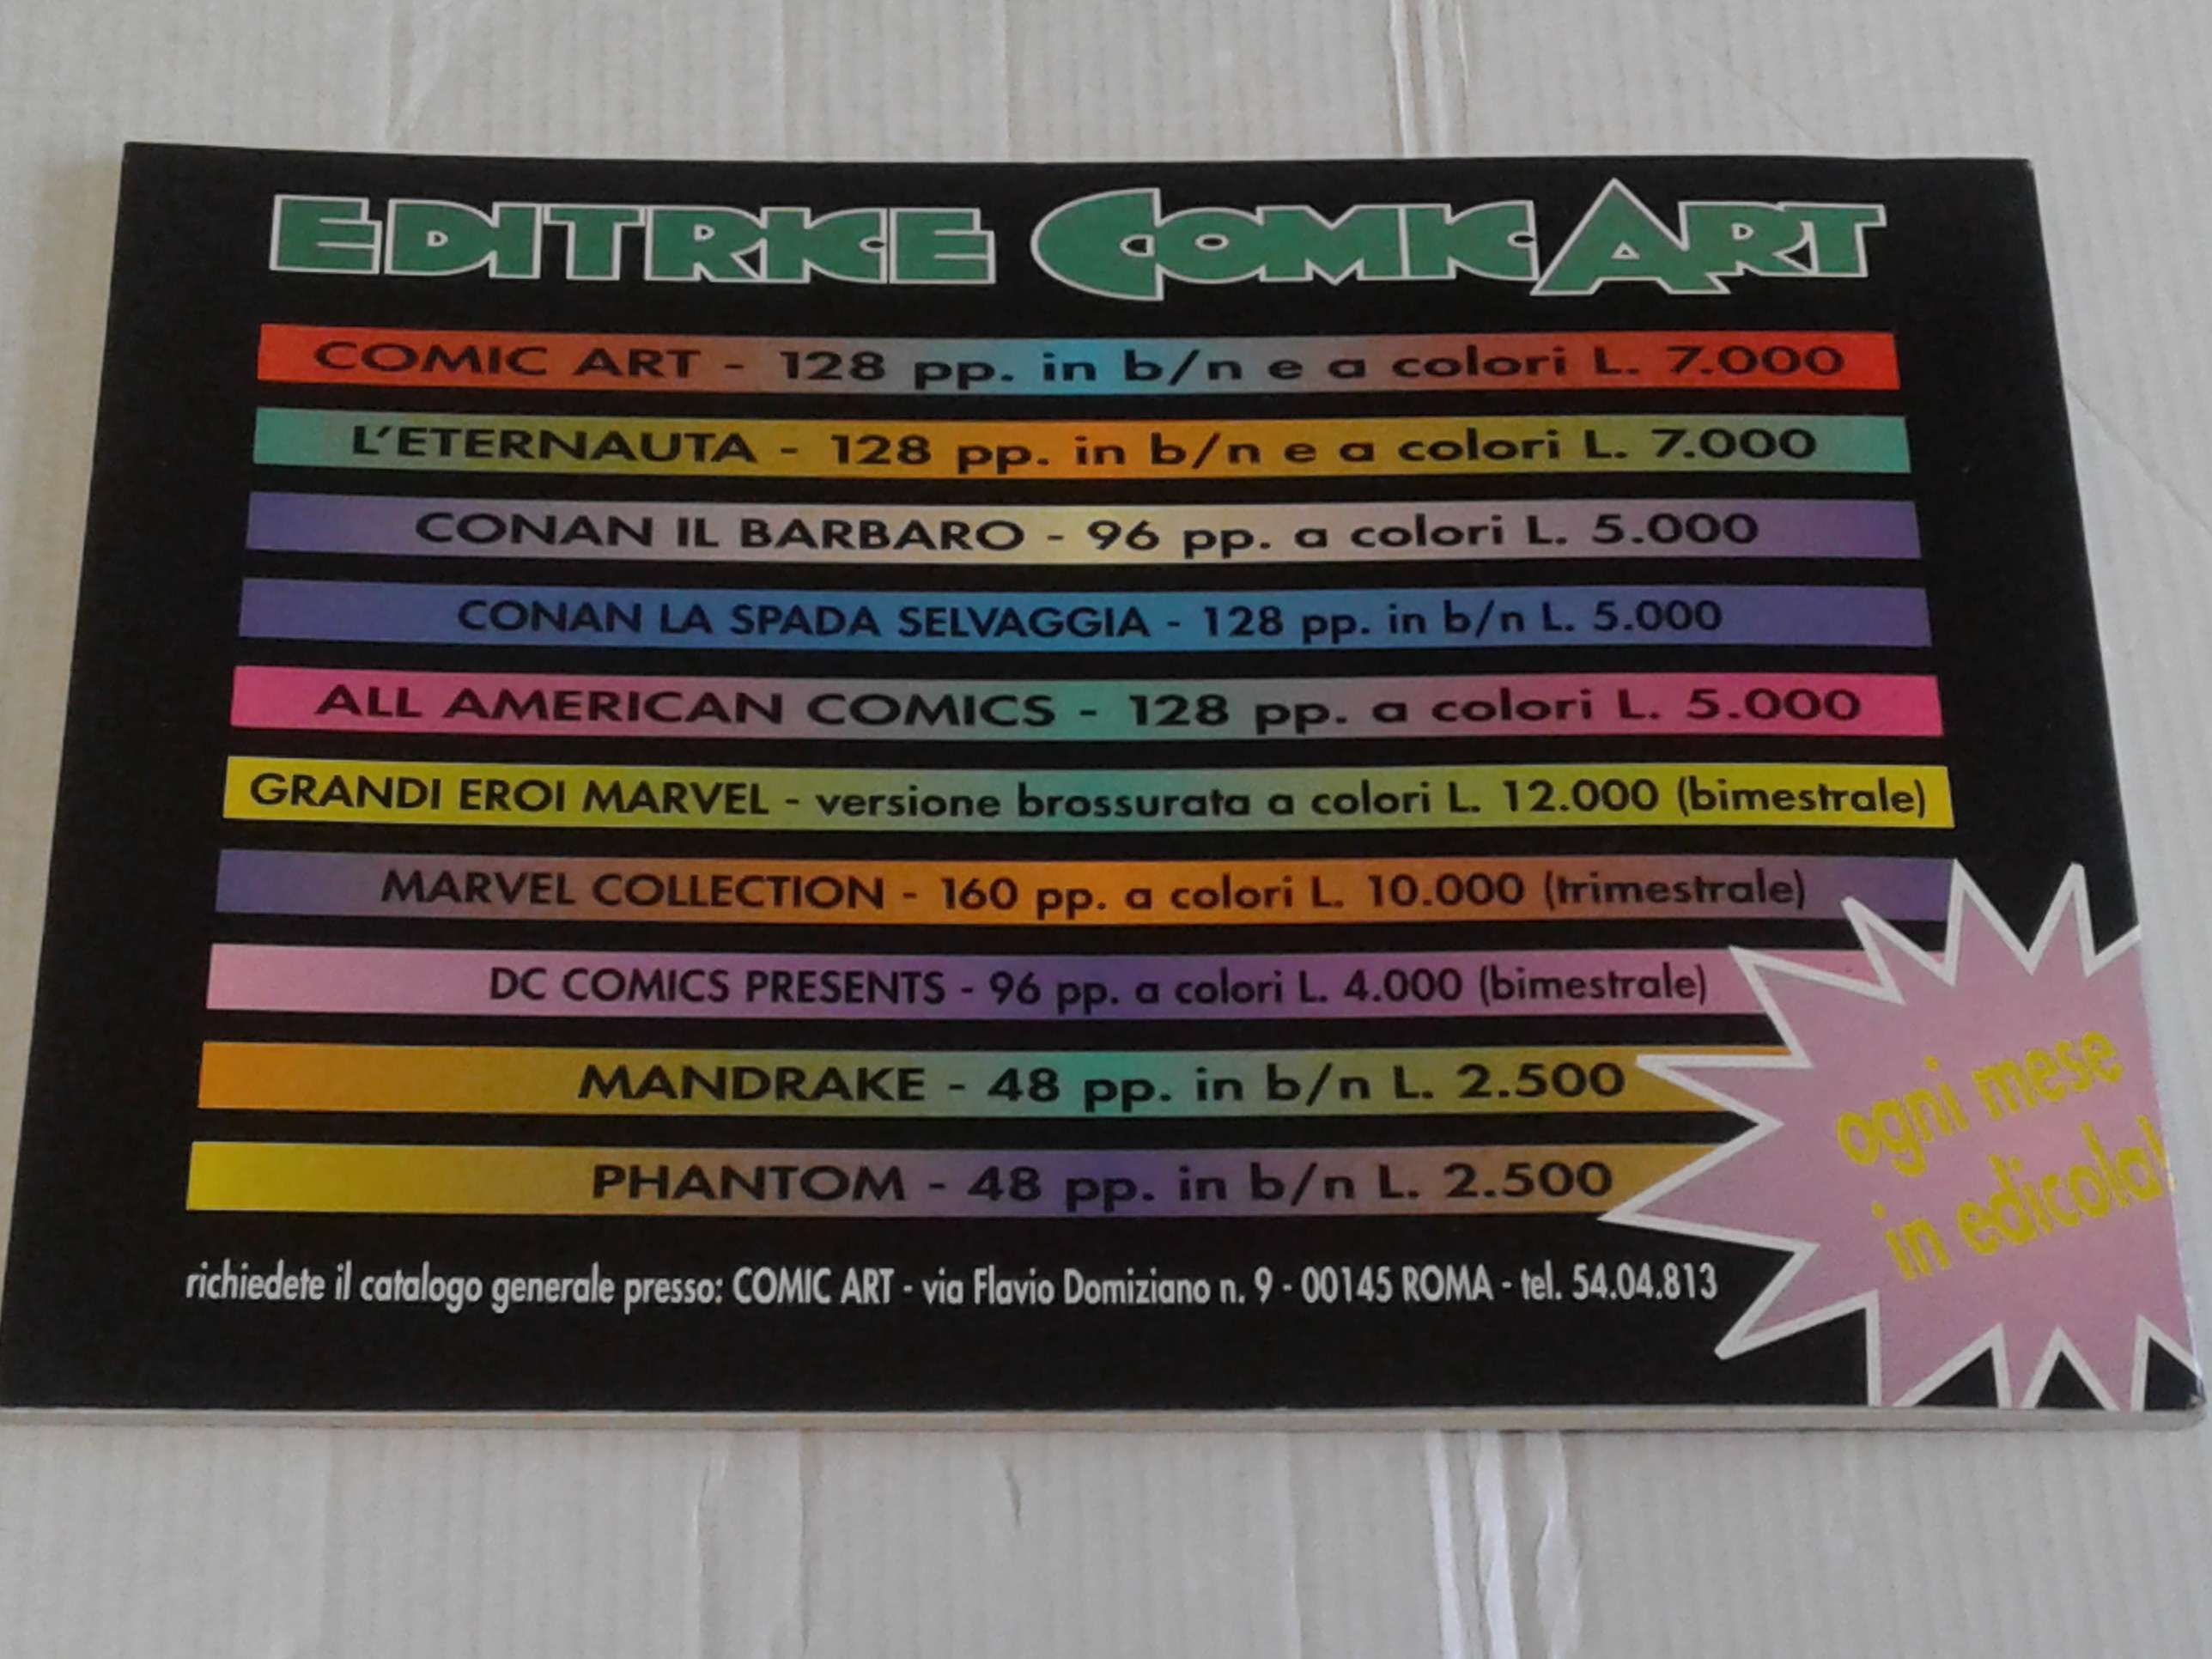 EDITRICE COMIC ART
COMIC ART - 128 pp. in b/n e a colori L. 7.000
L'ETERNAUTA - 128 pp. in b/n e a colori L. 7.000
CONAN IL BARBARO - 96 pp. a colori L. 5.000
CONAN LA SPADA SELVAGGIA - 128 pp. in b/n L. 5.000
ALL AMERICAN COMICS - 128 pp. a colori L. 5.000
GRANDI EROI MARVEL - versione brossurata a colori L. 12.000 (bimestrale)
MARVEL COLLECTION - 160 pp. a colori L. 10.000 (trimestrale)
DC COMICS PRESENTS - 96 pp. a colori L. 4.000 (bimestrale)
MANDRAKE - 48 pp. in b/n L. 2.500
PHANTOM - 48 pp. in b/n L. 2.500
ogni mese
in edicola!
richiedete il catalogo generale presso: COMIC ART - via Flavio Domiziano n. 9 - 00145 ROMA - tel. 54.04.813